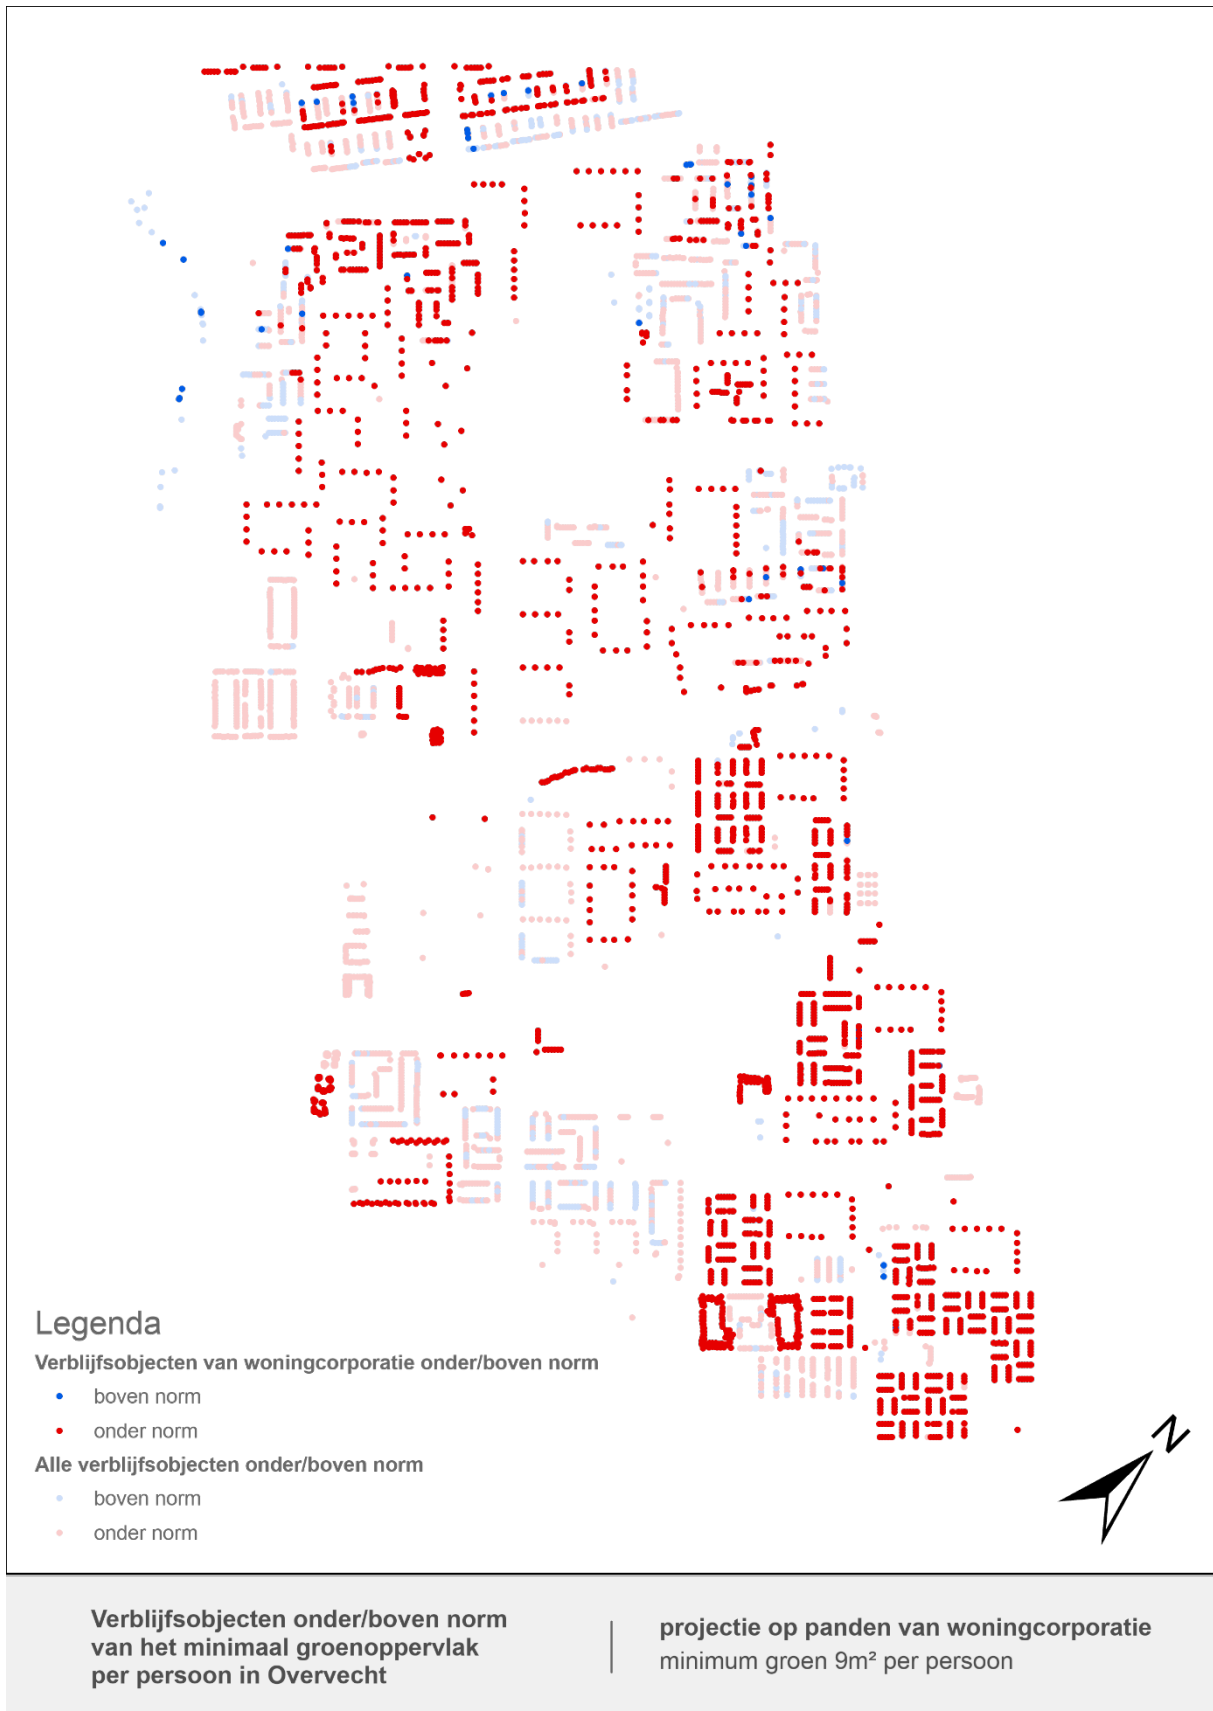 N
Legenda
Verblijfsobjecten van woningcorporatie onder/boven norm
boven norm
onder norm
Alle verblijfsobjecten onder/boven norm
boven norm
onder norm
Verblijfsobjecten onder/boven norm
van het minimaal groenoppervlak
per persoon in Overvecht
projectie op panden van woningcorporatie
minimum groen 9m² per persoon